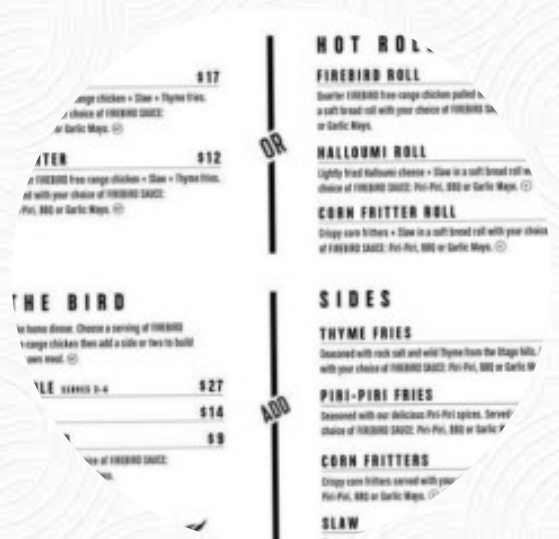 $17
range chicken + Slaw + Thyme fries.
choice of FIREBIRD SAUCE:
or Garlic Mayo.
$12
FIREBIRD free-range chicken + Slaw + Thyme fries.
with your choice of FIREBIRD SAUCE:
Piri, BBQ or Garlic Mayo.
OR
HOT ROLL
FIREBIRD ROLL
Quarter FIREBIRD free-range chicken pulled
a soft bread roll with your choice of FIREBIRD
or Garlic Mayo.
HALLOUMI ROLL
Lightly fried Halloumi cheese + Slaw in a soft bread roll
choice of FIREBIRD SAUCE: Piri-Piri, BBQ or Garlic Mayo.
CORN FRITTER ROLL
Crispy corn fritters + Slaw in a soft bread roll with your choice
of FIREBIRD SAUCE: Piri-Piri, BBQ or Garlic Mayo.
THE BIRD
home dinner. Choose a serving of FIREBIRD
range chicken then add a side or two to build
own meal.
SERVES 3-4 $27
$14
$9
of FIREBIRD SAUCE:
ADD
SIDES
THYME FRIES
Seasoned with rock salt and wild Thyme from the Otago hills.
with your choice of FIREBIRD SAUCE: Piri-Piri, BBQ or
PIRI-PIRI FRIES
Seasoned with our delicious Piri-Piri spices. Served
choice of FIREBIRD SAUCE: Piri-Piri, BBQ or Garlic
CORN FRITTERS
Crispy corn fritters served with your
Piri-Piri, BBQ or Garlic Mayo.
SLAW